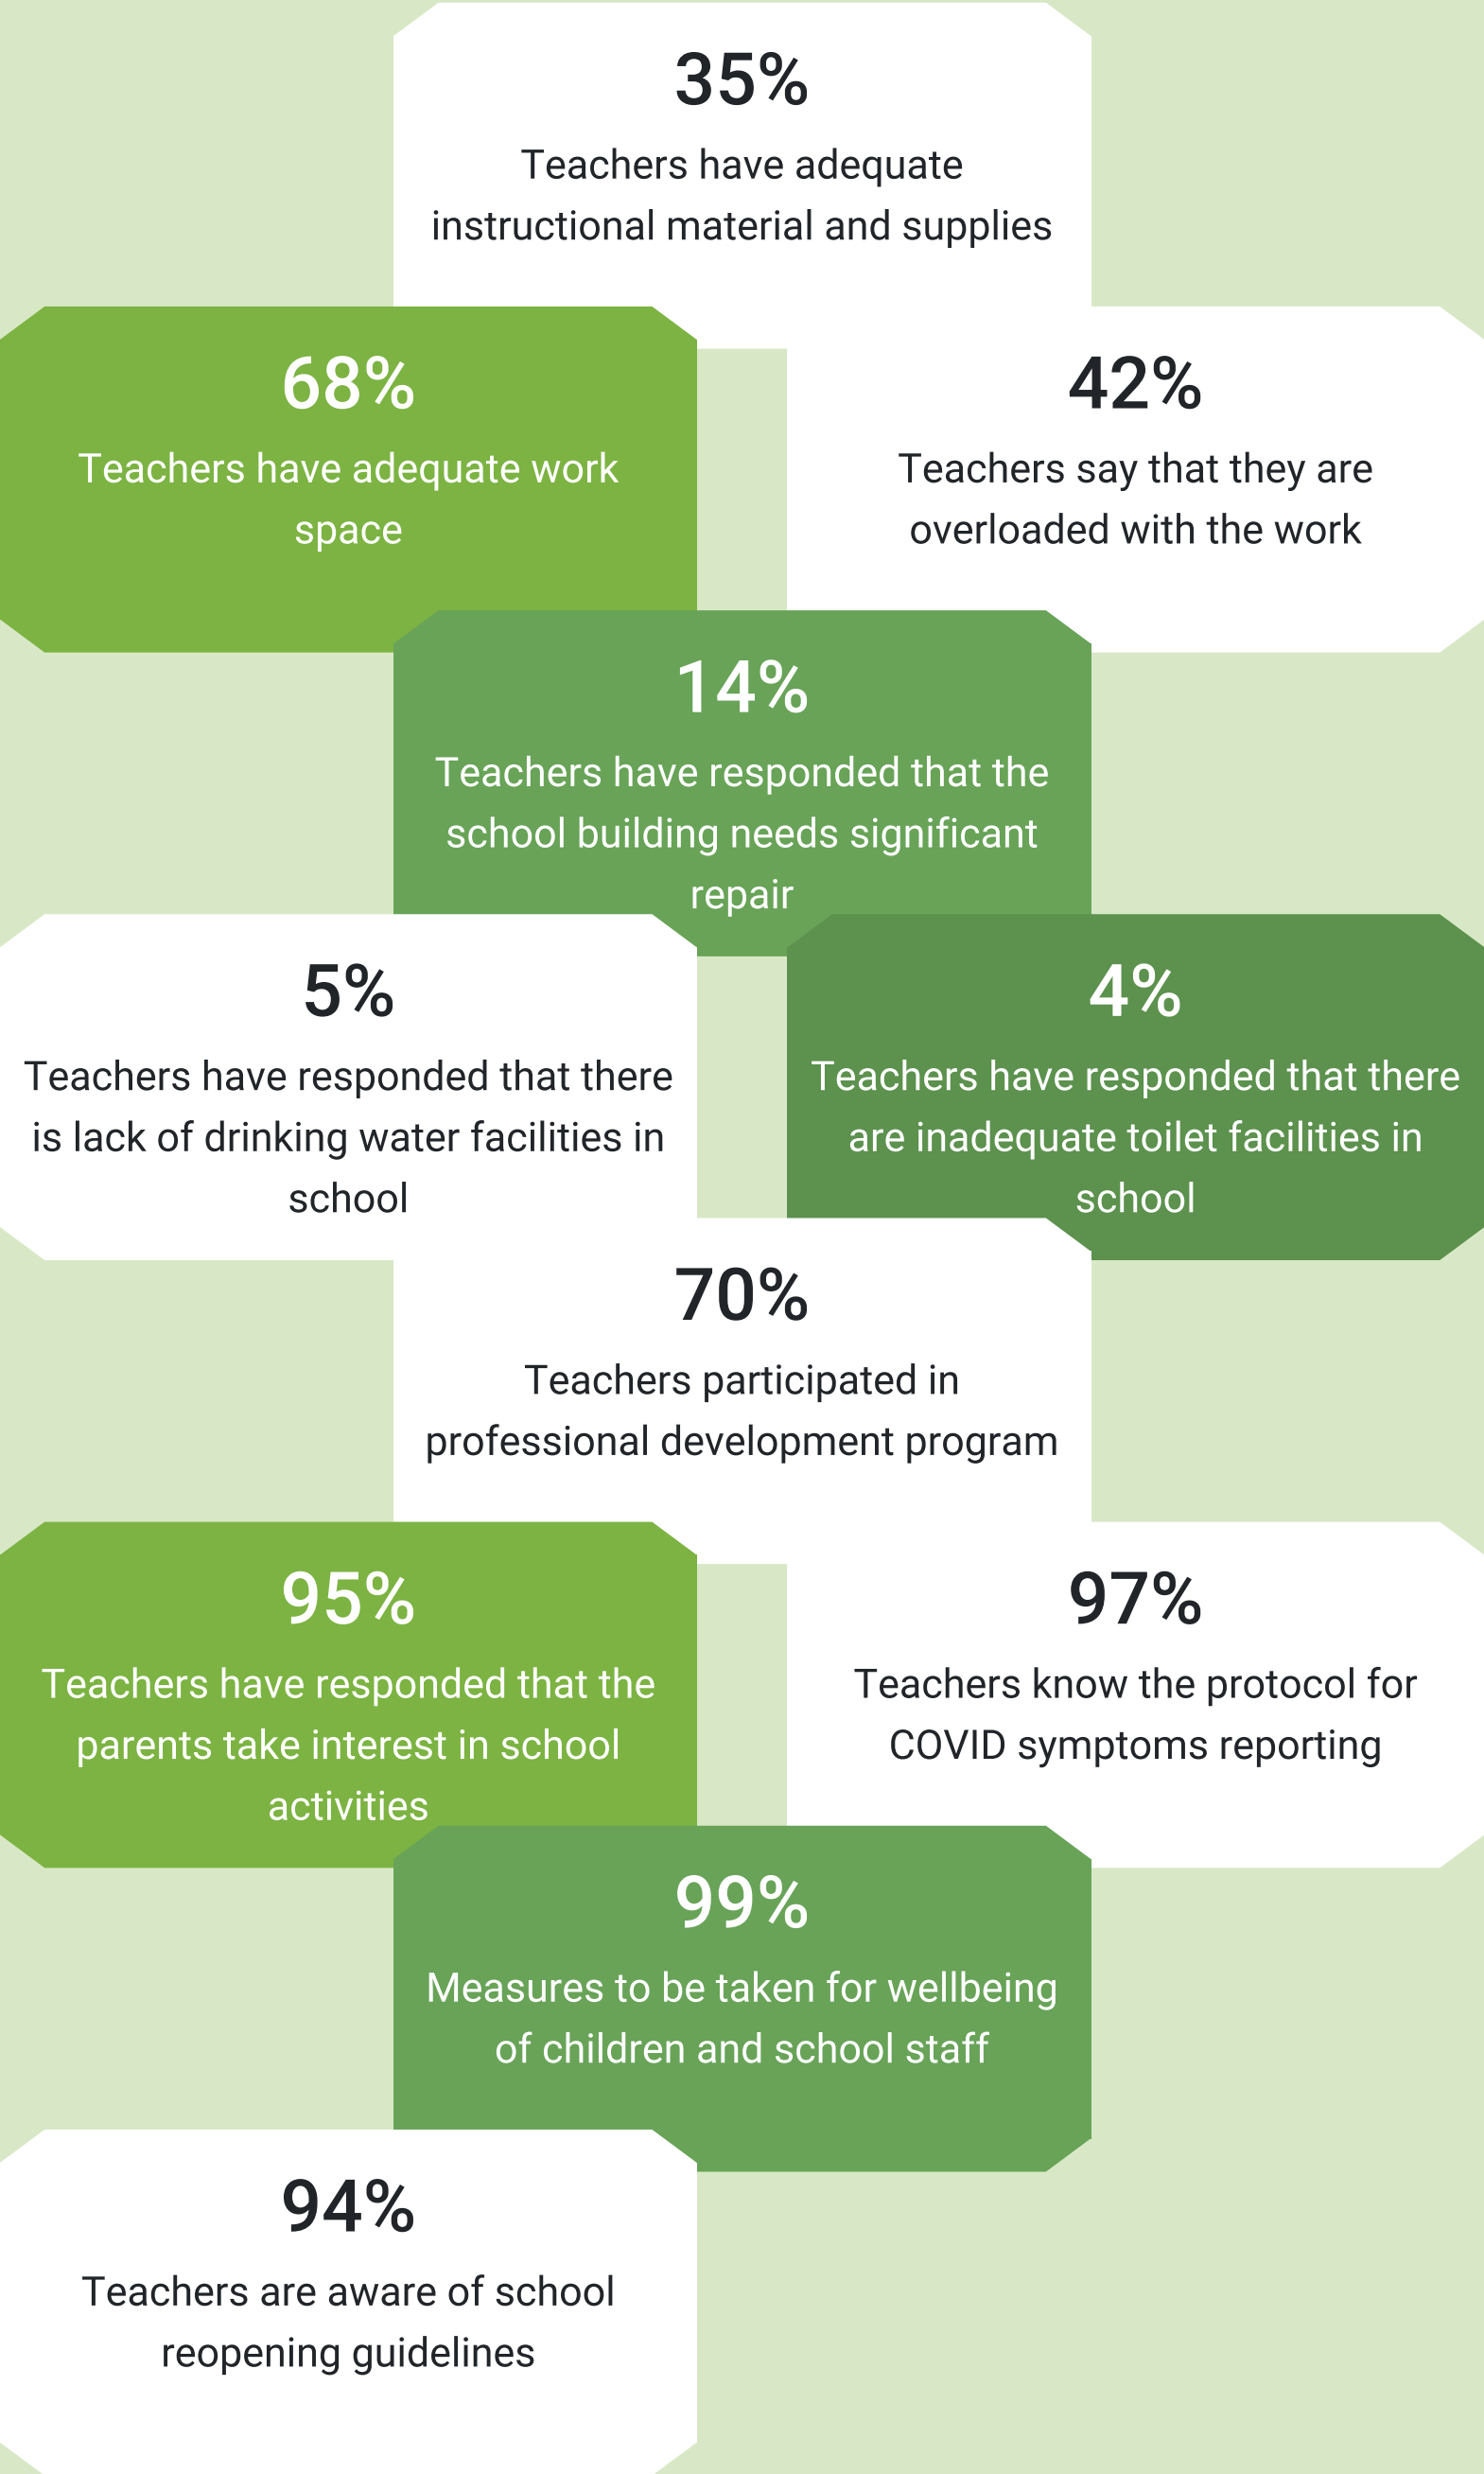 35%
Teachers have adequate
instructional material and supplies
68%
Teachers have adequate work
space
42%
Teachers say that they are
overloaded with the work
14%
Teachers have responded that the
school building needs significant
repair
5%
Teachers have responded that there
is lack of drinking water facilities in
school
4%
Teachers have responded that there
are inadequate toilet facilities in
school
70%
Teachers participated in
professional development program
95%
Teachers have responded that the
parents take interest in school
activities
97%
Teachers know the protocol for
COVID symptoms reporting
99%
Measures to be taken for wellbeing
of children and school staff
94%
Teachers are aware of school
reopening guidelines